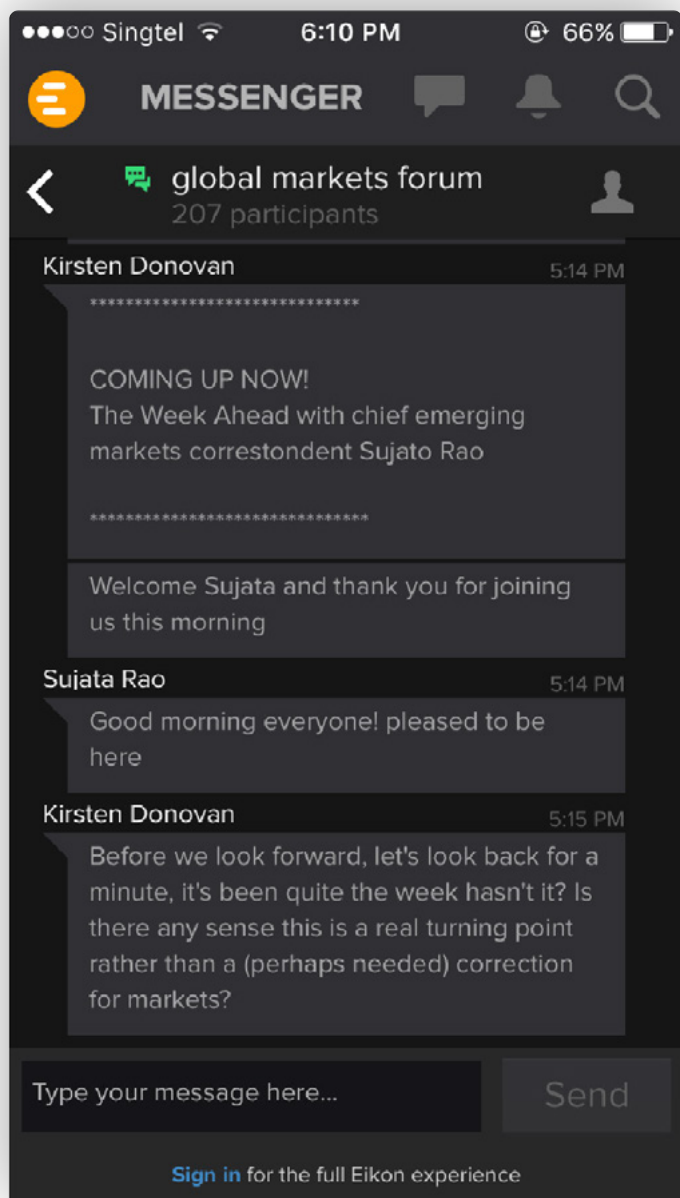 Singtel 6:10 PM 66%
MESSENGER
global markets forum
207 participants
Kirsten Donovan 5:14 PM
******************************
COMING UP NOW!
The Week Ahead with chief emerging
markets correstondent Sujato Rao
*******************************
Welcome Sujata and thank you for joining
us this morning
Sujata Rao 5:14 PM
Good morning everyone! pleased to be
here
Kirsten Donovan 5:15 PM
Before we look forward, let's look back for a
minute, it's been quite the week hasn't it? Is
there any sense this is a real turning point
rather than a (perhaps needed) correction
for markets?
Type your message here... Send
Sign in for the full Eikon experience